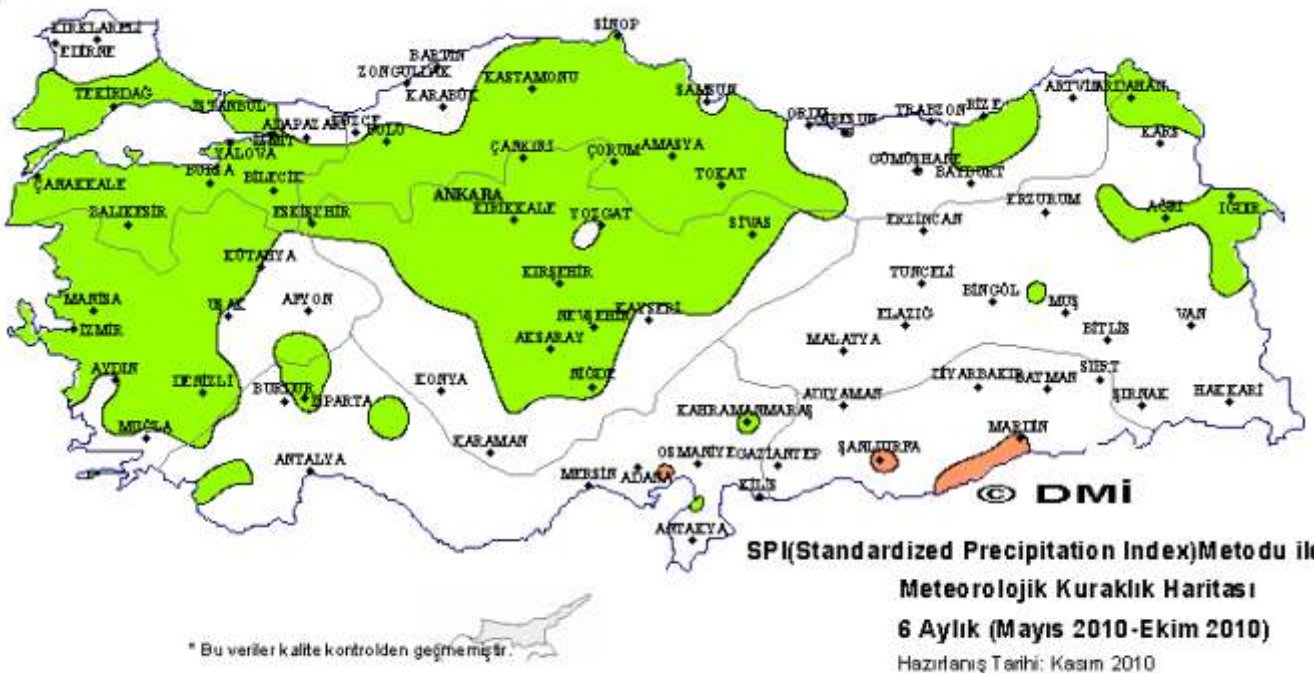 SİNOP
KIRKLARELİ
EDİRNE
BARTIN
ZONGULDAK
KASTAMONU
TEKİRDAĞ
İSTANBUL
KARABÜK
SAMSUN
ARTVİN
ARDAHAN
RİZE
TRABZON
ORDU
GİRESUN
ADAPAZARI
İZMİT
DÜZCE
BOLU
KARS
YALOVA
ÇANKIRI
ÇORUM
AMASYA
GÜMÜŞHANE
BAYBURT
ÇANAKKALE
BURSA
BİLECİK
ANKARA
TOKAT
IĞDIR
BALIKESİR
ESKİŞEHİR
KIRIKKALE
YOZGAT
SİVAS
ERZİNCAN
ERZURUM
AĞRI
KÜTAHYA
KIRŞEHİR
TUNCELİ
MANİSA
UŞAK
AFYON
NEVŞEHİR
KAYSERİ
BİNGÖL
MUŞ
İZMİR
ELAZIĞ
BİTLİS
VAN
AKSARAY
MALATYA
AYDIN
DENİZLİ
BURDUR
ISPARTA
KONYA
NİĞDE
ADIYAMAN
DİYARBAKIR
BATMAN
SİİRT
ŞIRNAK
HAKKARİ
KAHRAMANMARAŞ
MUĞLA
KARAMAN
MARDİN
ANTALYA
OSMANİYE
GAZİANTEP
ŞANLIURFA
MERSİN
ADANA
KİLİS
ANTAKYA
© DMİ
SPI(Standardized Precipitation Index)Metodu ile
Meteorolojik Kuraklık Haritası
6 Aylık (Mayıs 2010-Ekim 2010)
Hazırlanış Tarihi: Kasım 2010
* Bu veriler kalite kontrolden geçmemiştir.